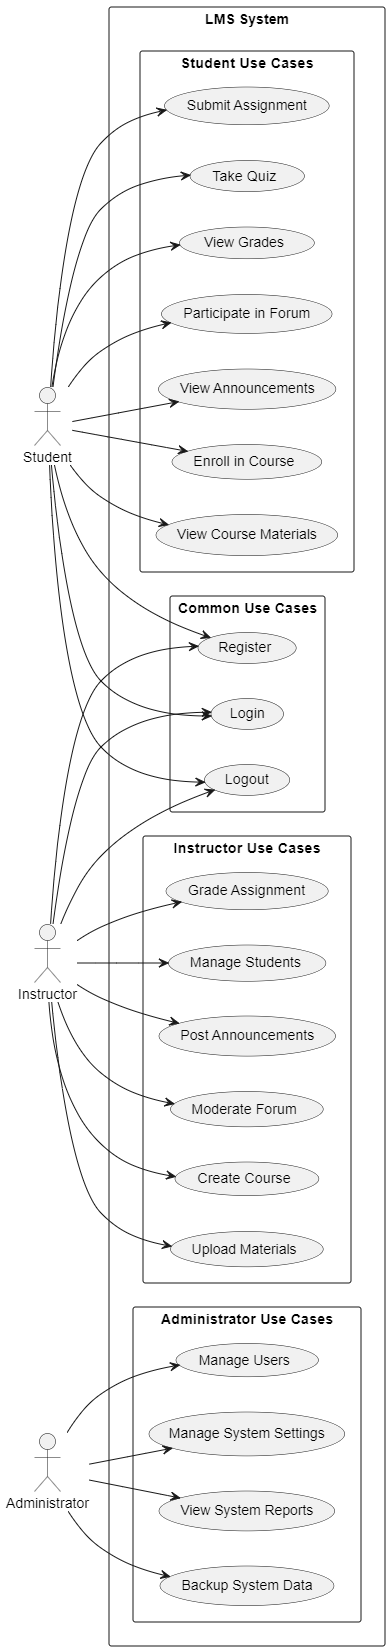 LMS System
Student Use Cases
Submit Assignment
Take Quiz
View Grades
Participate in Forum
View Announcements
Student
Enroll in Course
View Course Materials
Common Use Cases
Register
Login
Logout
Instructor Use Cases
Grade Assignment
Manage Students
Instructor
Post Announcements
Moderate Forum
Create Course
Upload Materials
Administrator Use Cases
Manage Users
Manage System Settings
Administrator
View System Reports
Backup System Data